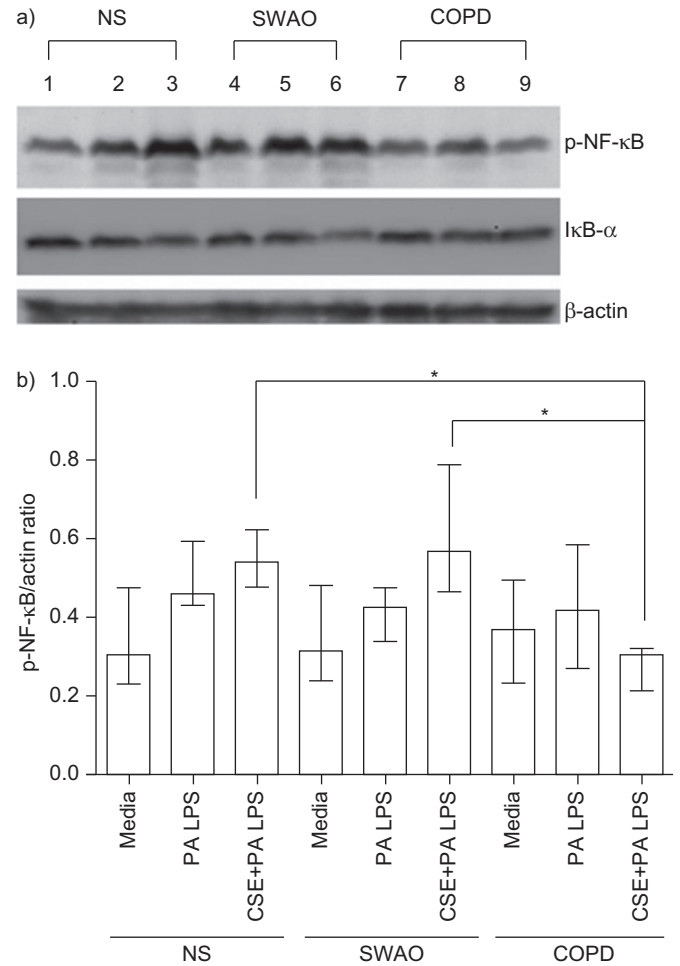 a)
NS SWAO COPD
1 2 3 4 5 6 7 8 9
p-NF-κB
IκB-α
β-actin
b)
1.0
0.8
0.6
0.4
0.2
0.0
p-NF-κB/actin ratio
* 
*
Media PA LPS CSE+PA LPS Media PA LPS CSE+PA LPS Media PA LPS CSE+PA LPS
NS SWAO COPD